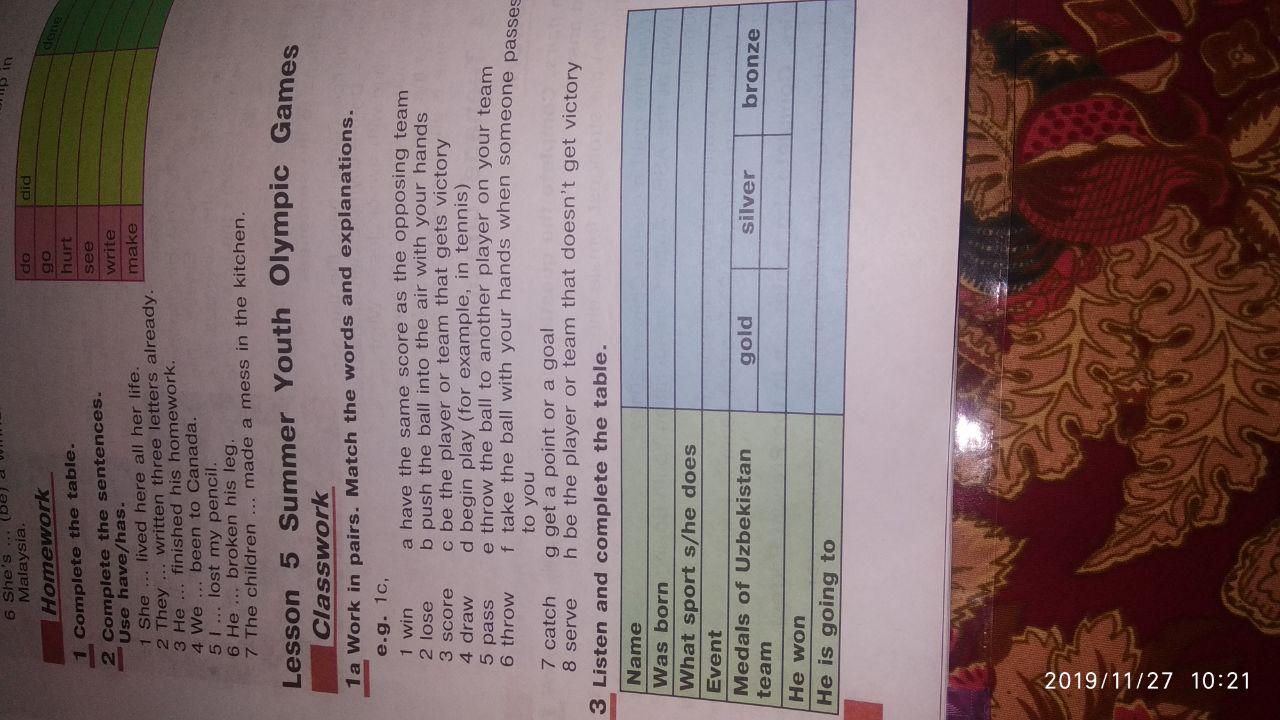 6 She's ... (be) a
Malaysia.
Homework
1 Complete the table.
2 Complete the sentences.
Use have/has.
1 She ... lived here all her life.
2 They ... written three letters already.
3 He ... finished his homework.
4 We ... been to Canada.
5 I ... lost my pencil.
6 He ... broken his leg.
7 The children ... made a mess in the kitchen.
do did done
go
hurt
see
write
make
Lesson 5 Summer Youth Olympic Games
Classwork
1a Work in pairs. Match the words and explanations.
e.g. 1c,
1 win a have the same score as the opposing team
2 lose b push the ball into the air with your hands
3 score c be the player or team that gets victory
4 draw d begin play (for example, in tennis)
5 pass e throw the ball to another player on your team
6 throw f take the ball with your hands when someone passes
to you
7 catch g get a point or a goal
8 serve h be the player or team that doesn't get victory
3 Listen and complete the table.
Name
Was born
What sport s/he does
Event
Medals of Uzbekistan gold silver bronze
team
He won
He is going to
2019/11/27 10:21